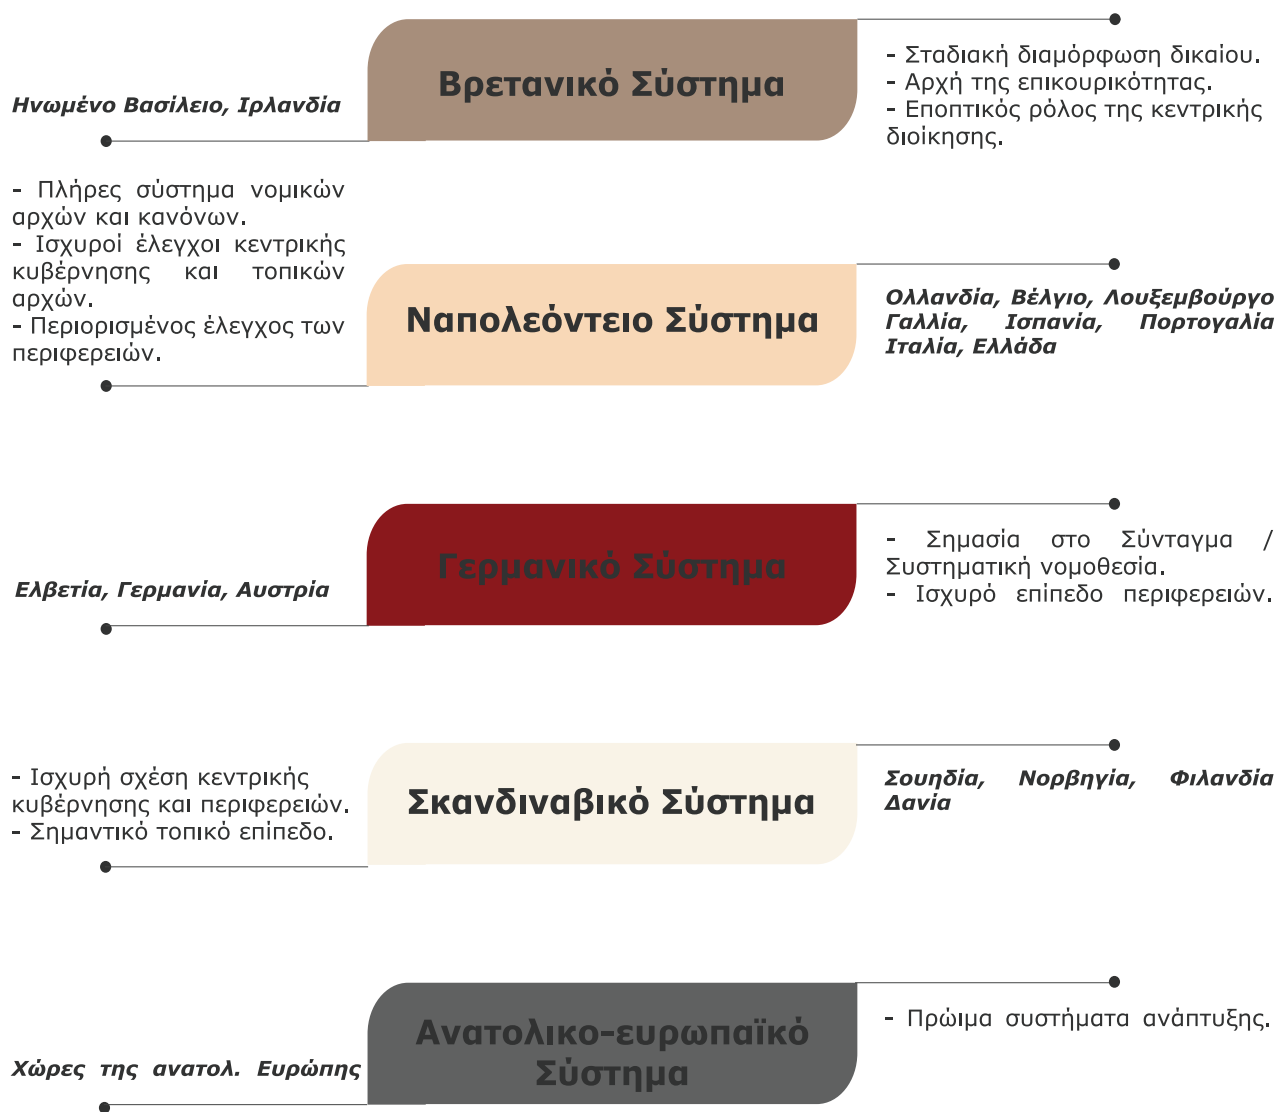 Βρετανικό Σύστημα
Ηνωμένο Βασίλειο, Ιρλανδία
- Σταδιακή διαμόρφωση δικαίου.
- Αρχή της επικουρικότητας.
- Εποπτικός ρόλος της κεντρικής
διοίκησης.
- Πλήρες σύστημα νομικών
αρχών και κανόνων.
- Ισχυροί έλεγχοι κεντρικής
κυβέρνησης και τοπικών
αρχών.
- Περιορισμένος έλεγχος των
περιφερειών.
Ναπολεόντειο Σύστημα
Ολλανδία, Βέλγιο, Λουξεμβούργο
Γαλλία, Ισπανία, Πορτογαλία
Ιταλία, Ελλάδα
Γερμανικό Σύστημα
Ελβετία, Γερμανία, Αυστρία
- Σημασία στο Σύνταγμα /
Συστηματική νομοθεσία.
- Ισχυρό επίπεδο περιφερειών.
- Ισχυρή σχέση κεντρικής
κυβέρνησης και περιφερειών.
- Σημαντικό τοπικό επίπεδο.
Σκανδιναβικό Σύστημα
Σουηδία, Νορβηγία, Φιλανδία
Δανία
Ανατολικο-ευρωπαϊκό
Σύστημα
Χώρες της ανατολ. Ευρώπης
- Πρώιμα συστήματα ανάπτυξης.